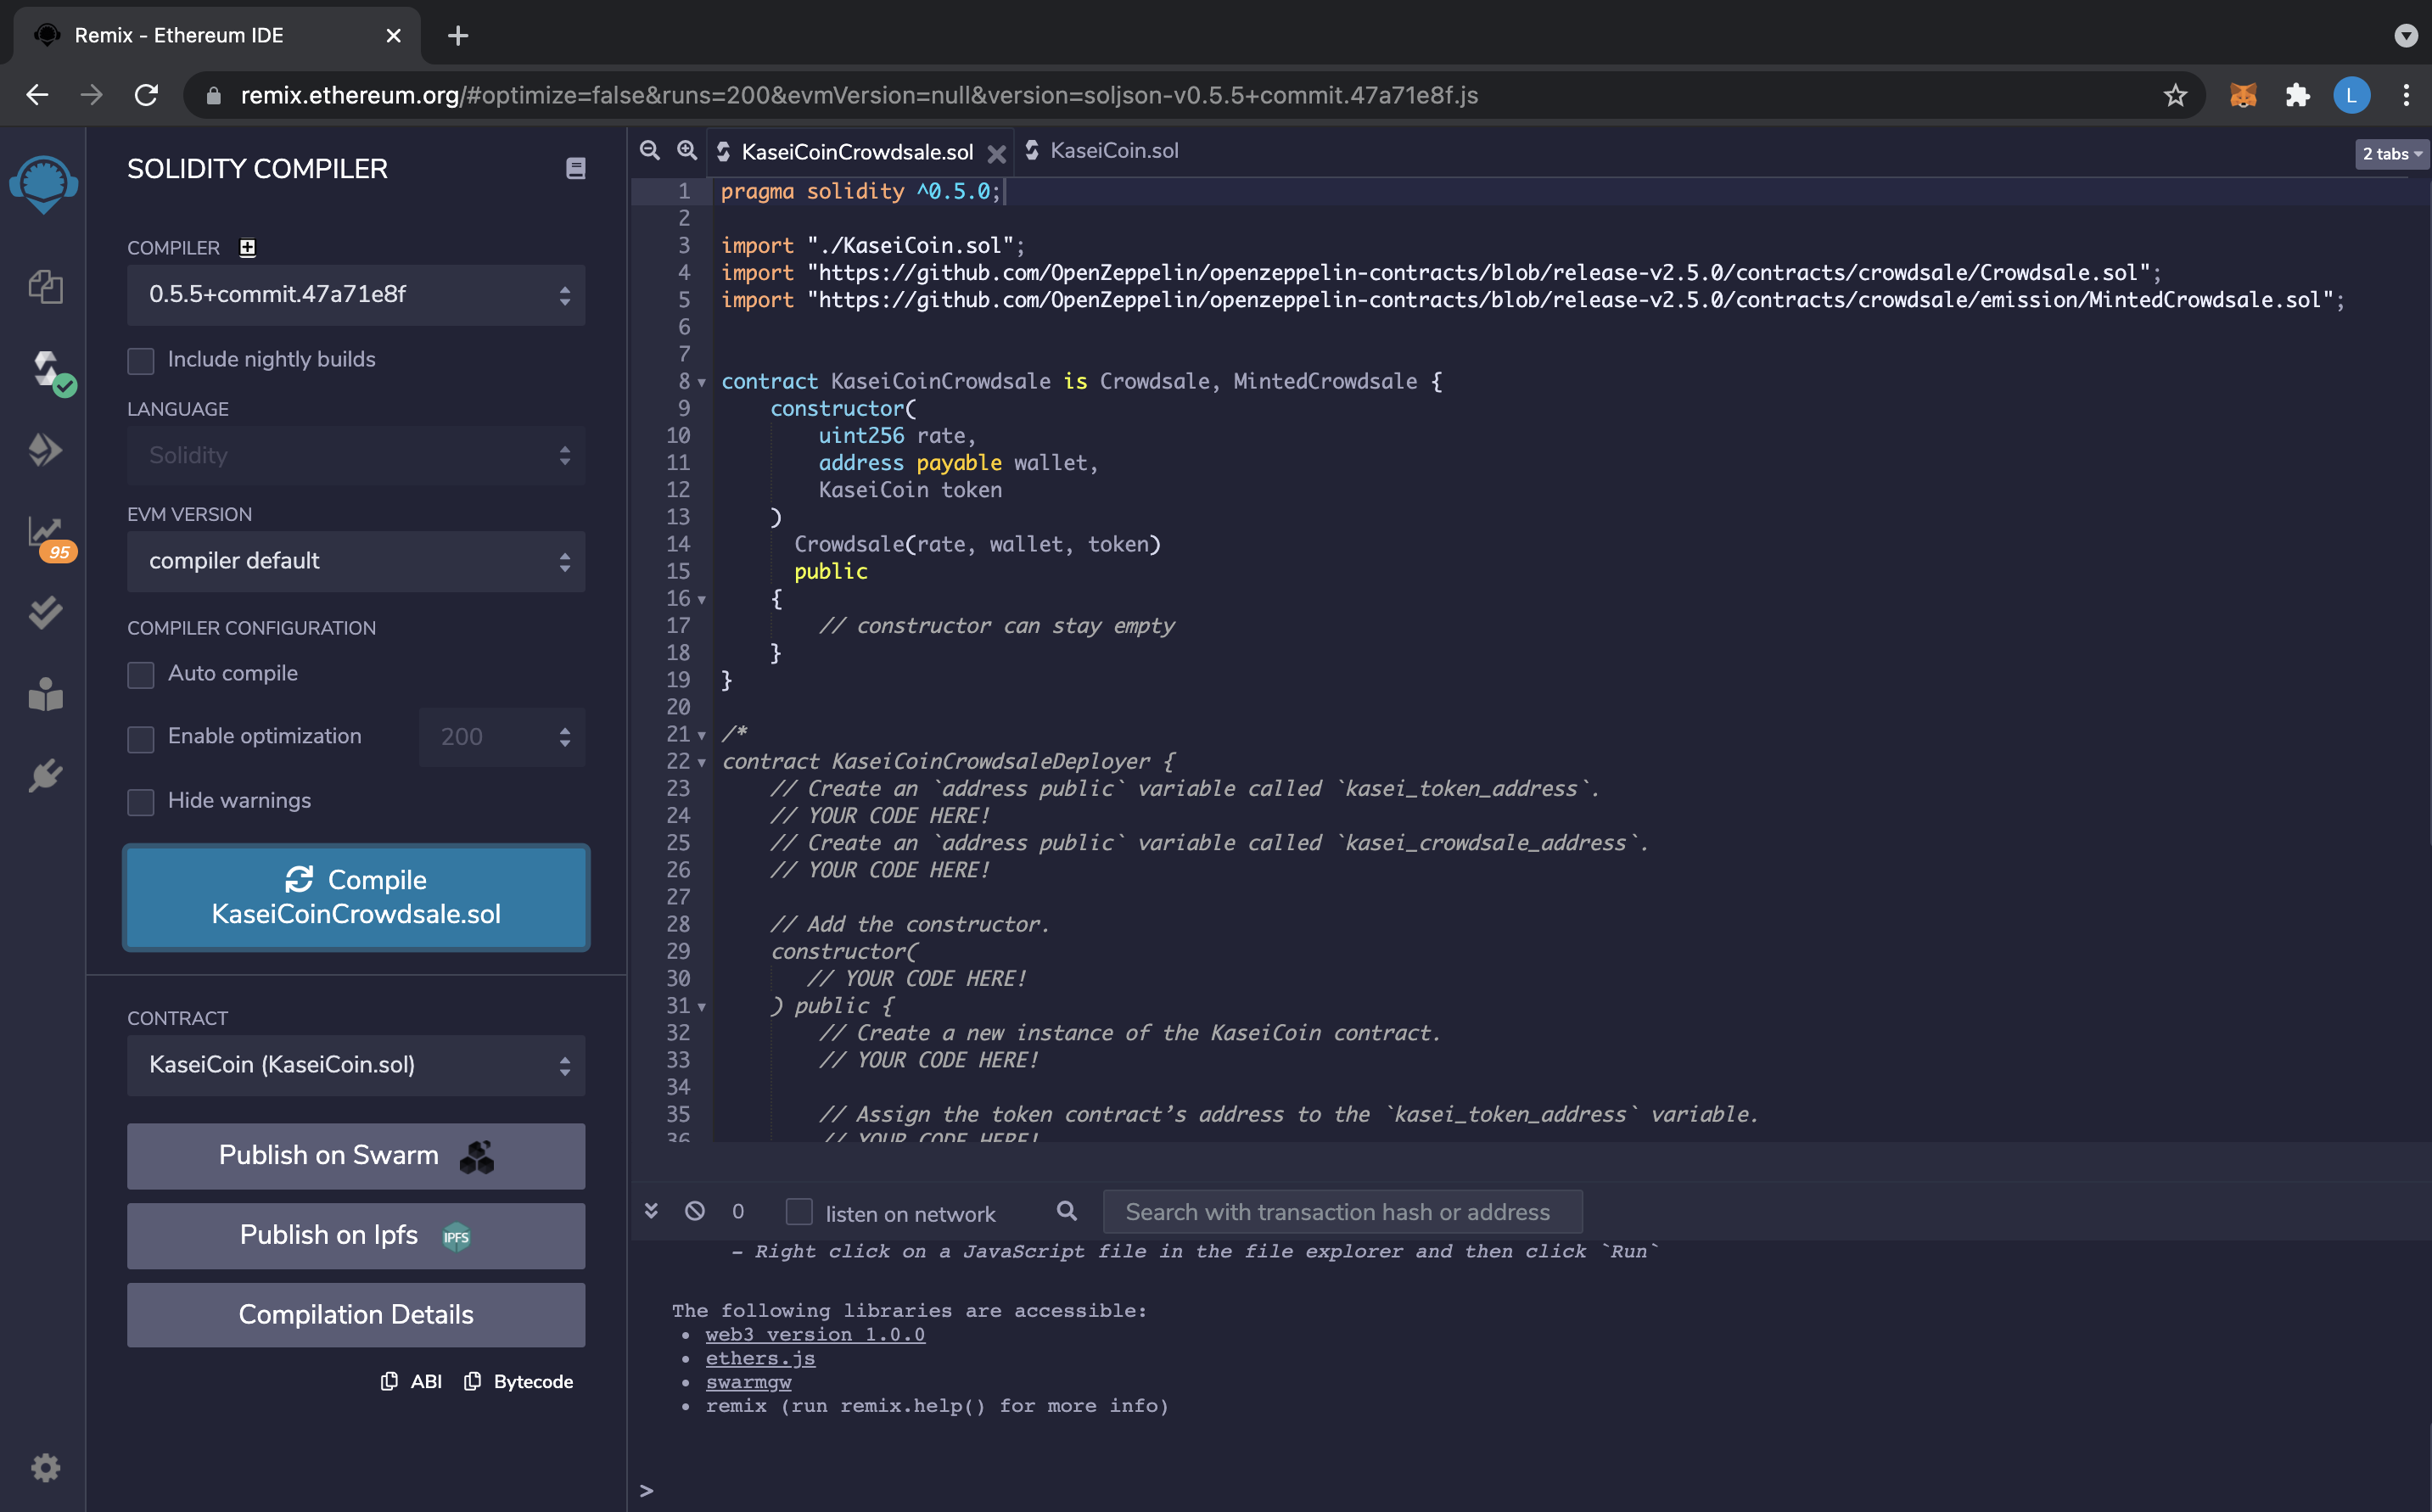 Remix - Ethereum IDE
remix.ethereum.org/#optimize=false&runs=200&evmVersion=null&version=soljson-v0.5.5+commit.47a71e8f.js
L
SOLIDITY COMPILER
COMPILER
0.5.5+commit.47a71e8f
Include nightly builds
LANGUAGE
Solidity
EVM VERSION
compiler default
COMPILER CONFIGURATION
Auto compile
Enable optimization
200
Hide warnings
Compile
KaseiCoinCrowdsale.sol
CONTRACT
KaseiCoin (KaseiCoin.sol)
Publish on Swarm
Publish on Ipfs
IPFS
Compilation Details
ABI
Bytecode
95
KaseiCoinCrowdsale.sol
KaseiCoin.sol
2 tabs
1 pragma solidity ^0.5.0;
2
3 import "./KaseiCoin.sol";
4 import "https://github.com/OpenZeppelin/openzeppelin-contracts/blob/release-v2.5.0/contracts/crowdsale/Crowdsale.sol";
5 import "https://github.com/OpenZeppelin/openzeppelin-contracts/blob/release-v2.5.0/contracts/crowdsale/emission/MintedCrowdsale.sol";
6
7
8 contract KaseiCoinCrowdsale is Crowdsale, MintedCrowdsale {
9 constructor(
10 uint256 rate,
11 address payable wallet,
12 KaseiCoin token
13 )
14 Crowdsale(rate, wallet, token)
15 public
16 {
17 // constructor can stay empty
18 }
19 }
20
21 /*
22 contract KaseiCoinCrowdsaleDeployer {
23 // Create an `address public` variable called `kasei_token_address`.
24 // YOUR CODE HERE!
25 // Create an `address public` variable called `kasei_crowdsale_address`.
26 // YOUR CODE HERE!
27
28 // Add the constructor.
29 constructor(
30 // YOUR CODE HERE!
31 ) public {
32 // Create a new instance of the KaseiCoin contract.
33 // YOUR CODE HERE!
34
35 // Assign the token contract’s address to the `kasei_token_address` variable.
36 // YOUR CODE HERE!
0
listen on network
Search with transaction hash or address
- Right click on a JavaScript file in the file explorer and then click `Run`
The following libraries are accessible:
• web3 version 1.0.0
• ethers.js
• swarmgw
• remix (run remix.help() for more info)
>